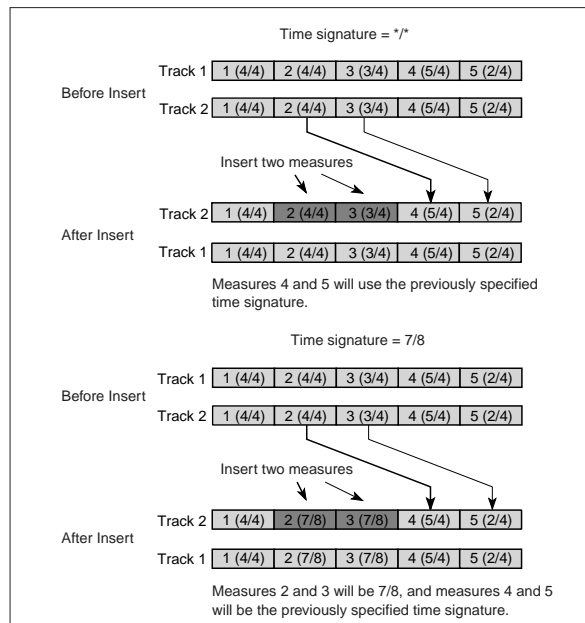 Time signature = */*
Track 1 1 (4/4) 2 (4/4) 3 (3/4) 4 (5/4) 5 (2/4)
Before Insert
Track 2 1 (4/4) 2 (4/4) 3 (3/4) 4 (5/4) 5 (2/4)
Insert two measures
Track 2 1 (4/4) 2 (4/4) 3 (3/4) 4 (5/4) 5 (2/4)
After Insert
Track 1 1 (4/4) 2 (4/4) 3 (3/4) 4 (5/4) 5 (2/4)
Measures 4 and 5 will use the previously specified
time signature.
Time signature = 7/8
Track 1 1 (4/4) 2 (4/4) 3 (3/4) 4 (5/4) 5 (2/4)
Before Insert
Track 2 1 (4/4) 2 (4/4) 3 (3/4) 4 (5/4) 5 (2/4)
Insert two measures
Track 2 1 (4/4) 2 (7/8) 3 (7/8) 4 (5/4) 5 (2/4)
After Insert
Track 1 1 (4/4) 2 (7/8) 3 (7/8) 4 (5/4) 5 (2/4)
Measures 2 and 3 will be 7/8, and measures 4 and 5
will be the previously specified time signature.